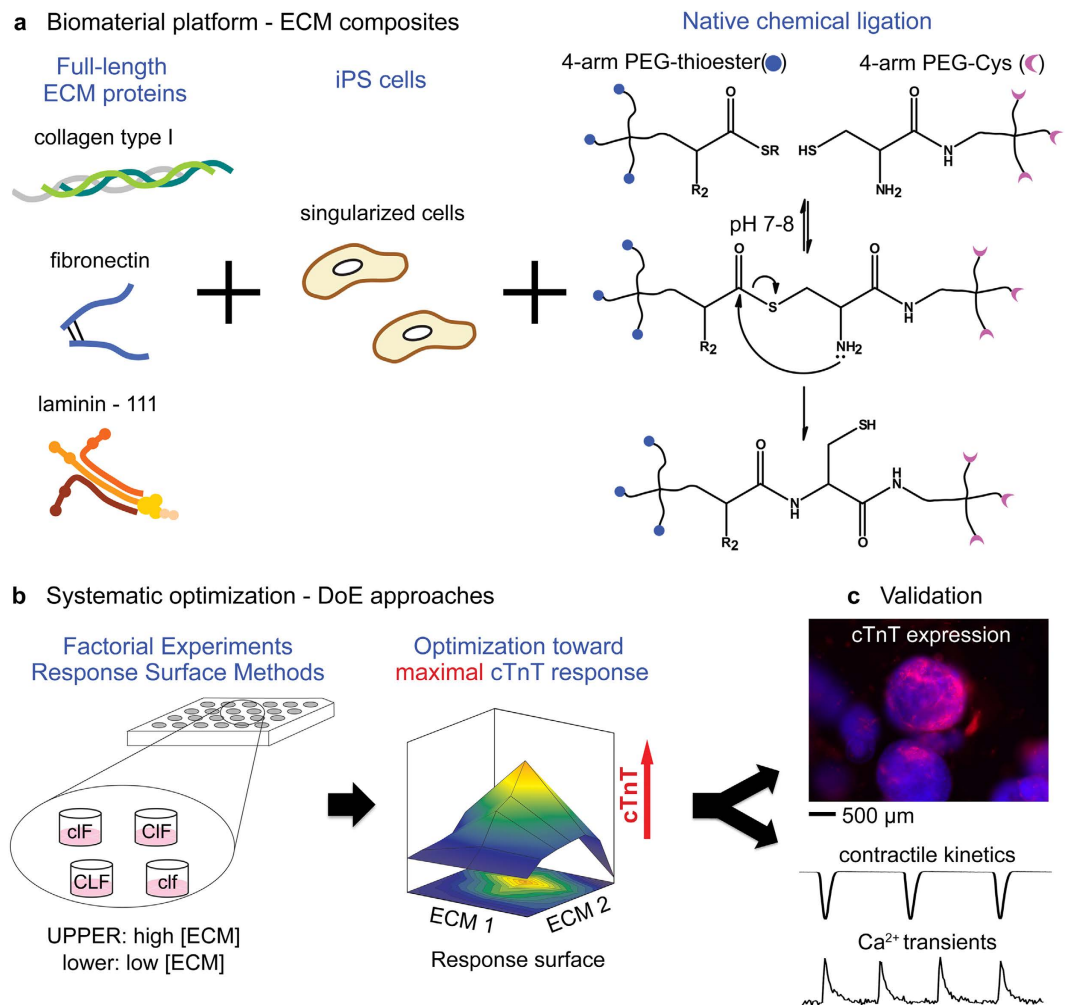 a Biomaterial platform - ECM composites
Full-length
ECM proteins
collagen type I
fibronectin
laminin - 111
iPS cells
singularized cells
Native chemical ligation
4-arm PEG-thioester()
4-arm PEG-Cys ()
O
SR
R2
HS
O
NH2
N
H
pH 7-8
O
S
R2
O
NH2
N
H
SH
O
R2
N
H
O
H
N
b Systematic optimization - DoE approaches
Factorial Experiments
Response Surface Methods
clF
ClF
CLF
clf
UPPER: high [ECM]
lower: low [ECM]
Optimization toward
maximal cTnT response
cTnT
ECM 1
ECM 2
Response surface
c Validation
cTnT expression
500 µm
contractile kinetics
Ca2+ transients